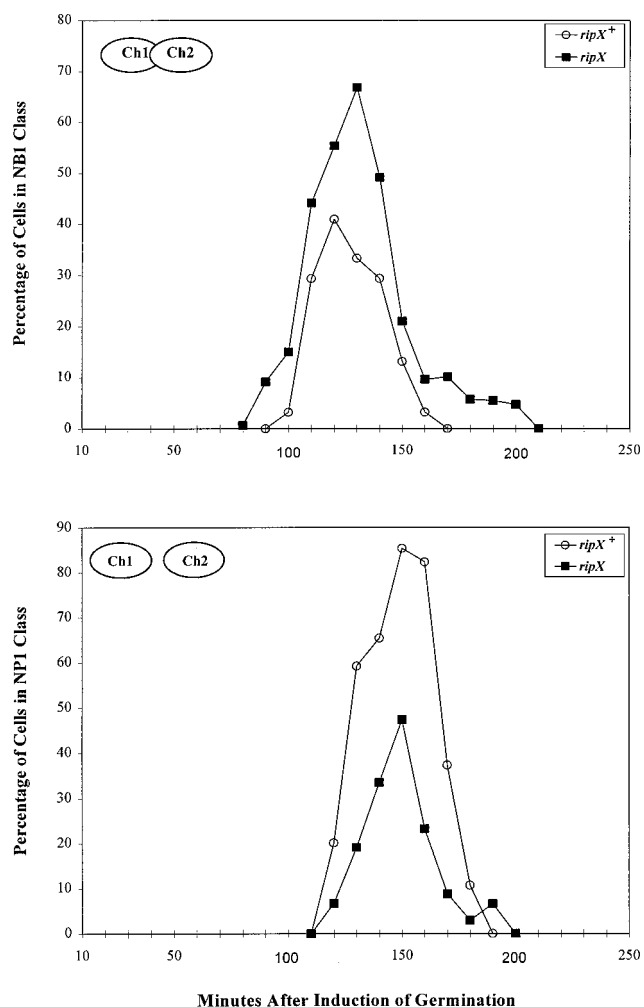 80
70
60
50
40
30
20
10
0
Percentage of Cells in NB1 Class
Ch1 Ch2
ripX+
ripX
10 50 100 150 200 250
90
80
70
60
50
40
30
20
10
0
Percentage of Cells in NP1 Class
Ch1 Ch2
ripX+
ripX
10 50 100 150 200 250
Minutes After Induction of Germination